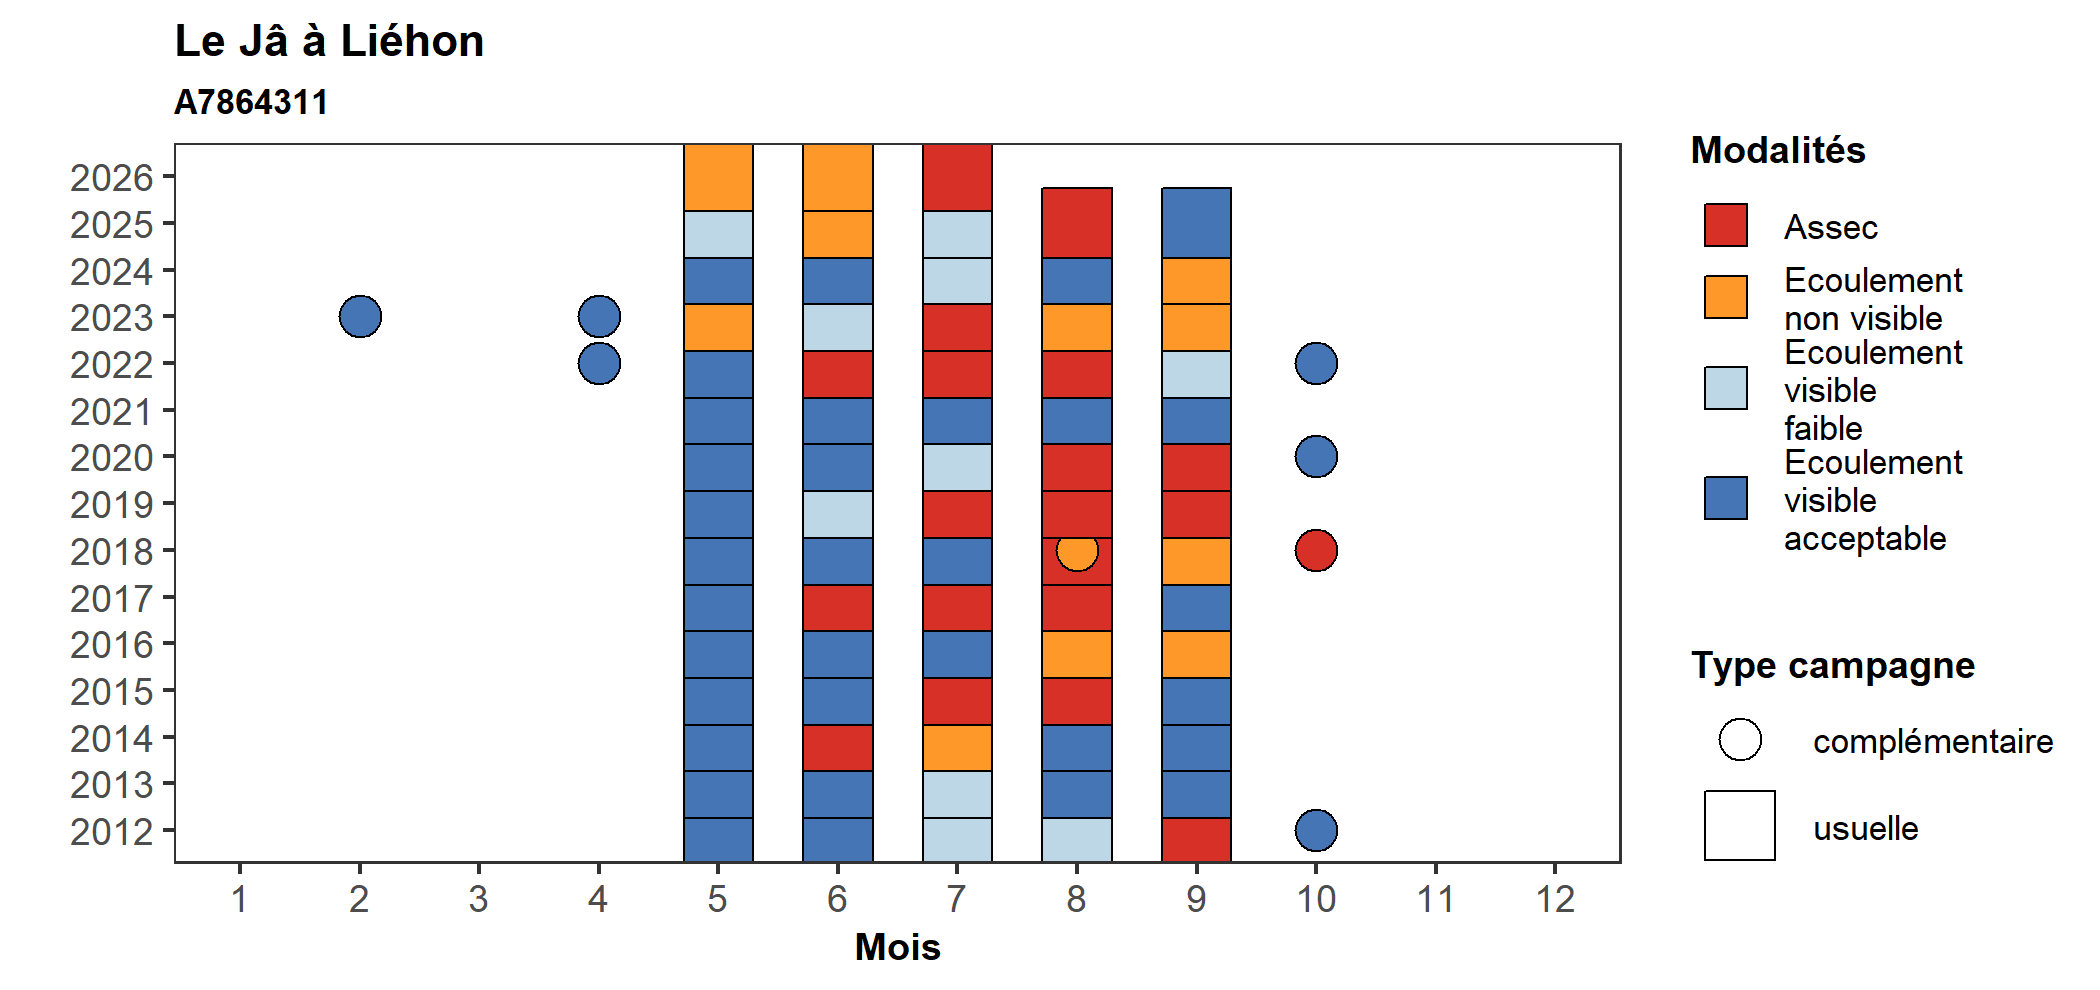 Le Jâ à Liéhon
A7864311
2026
2025
2024
2023
2022
2021
2020
2019
2018
2017
2016
2015
2014
2013
2012
1 2 3 4 5 6 7 8 9 10 11 12
Mois
Modalités
Assec
Ecoulement
non visible
Ecoulement
visible
faible
Ecoulement
visible
acceptable
Type campagne
complémentaire
usuelle